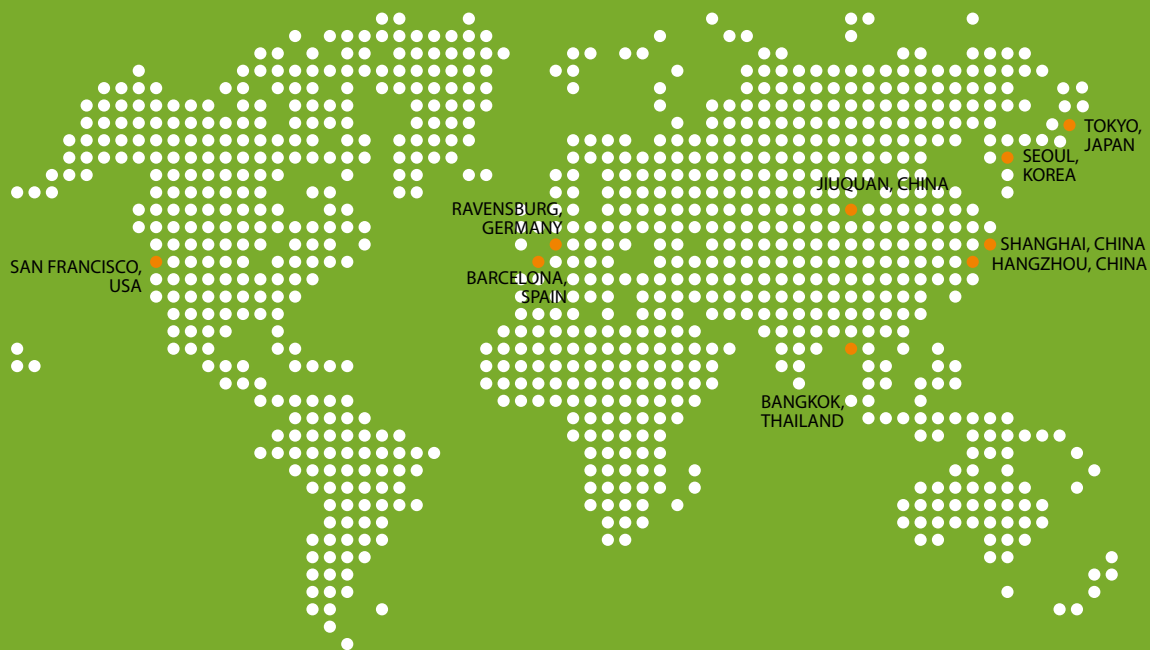 TOKYO,
JAPAN
SEOUL,
KOREA
JIUQUAN, CHINA
RAVENSBURG,
GERMANY
SHANGHAI, CHINA
HANGZHOU, CHINA
SAN FRANCISCO,
USA
BARCELONA,
SPAIN
BANGKOK,
THAILAND